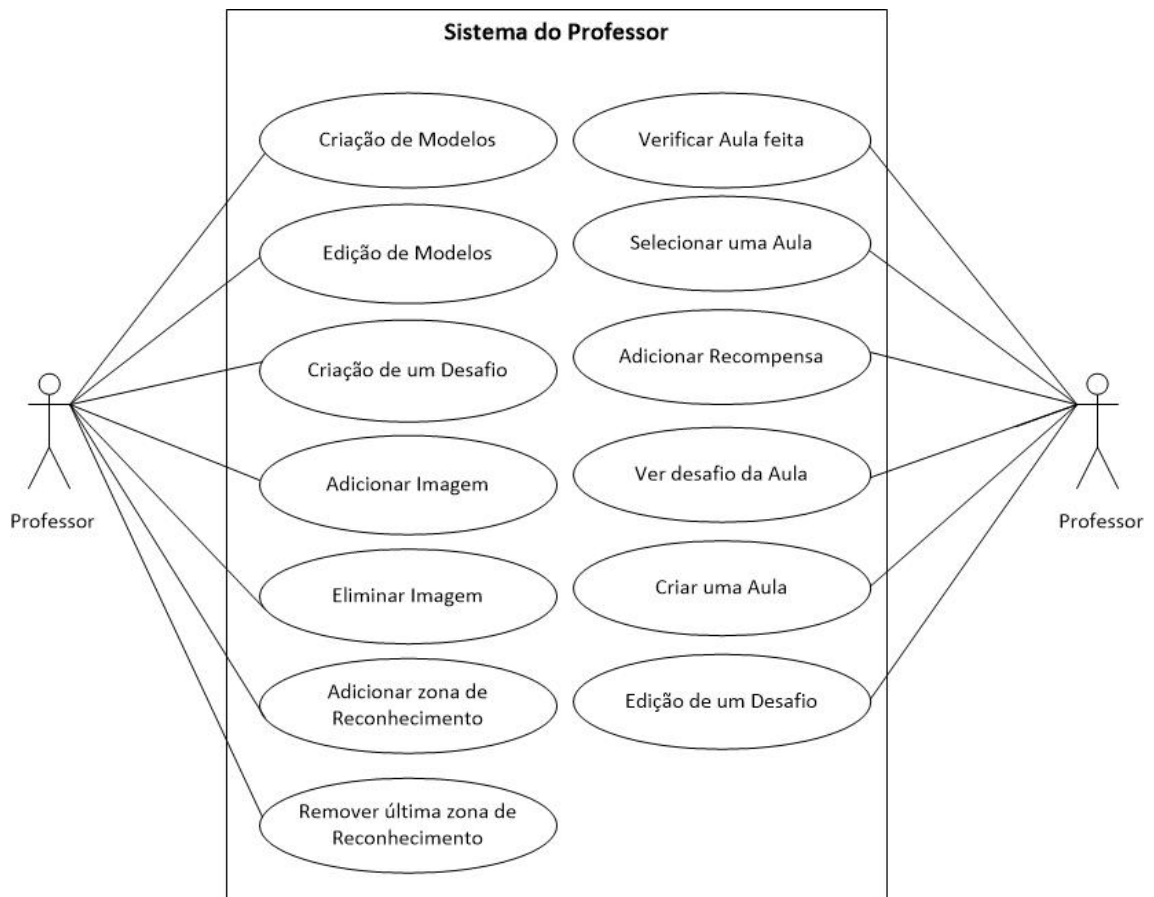 Sistema do Professor
Criação de Modelos
Verificar Aula feita
Edição de Modelos
Selecionar uma Aula
Criação de um Desafio
Adicionar Recompensa
Adicionar Imagem
Ver desafio da Aula
Professor
Professor
Eliminar Imagem
Criar uma Aula
Adicionar zona de
Reconhecimento
Edição de um Desafio
Remover última zona de
Reconhecimento